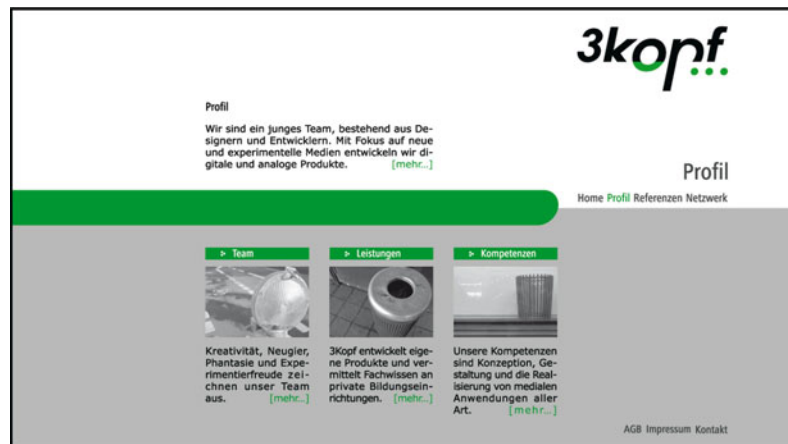 3kopf...
Profil
Wir sind ein junges Team, bestehend aus De-
signern und Entwicklern. Mit Fokus auf neue
und experimentelle Medien entwickeln wir di-
gitale und analoge Produkte. [mehr...]
Profil
Home Profil Referenzen Netzwerk
Team
Kreativität, Neugier,
Phantasie und Expe-
rimentierfreude zei-
chnen unser Team
aus. [mehr...]
Leistungen
3Kopf entwickelt eige-
ne Produkte und ver-
mittelt Fachwissen an
private Bildungsein-
richtungen. [mehr...]
Kompetenzen
Unsere Kompetenzen
sind Konzeption, Ge-
staltung und die Real-
isierung von medialen
Anwendungen aller
Art. [mehr...]
AGB Impressum Kontakt